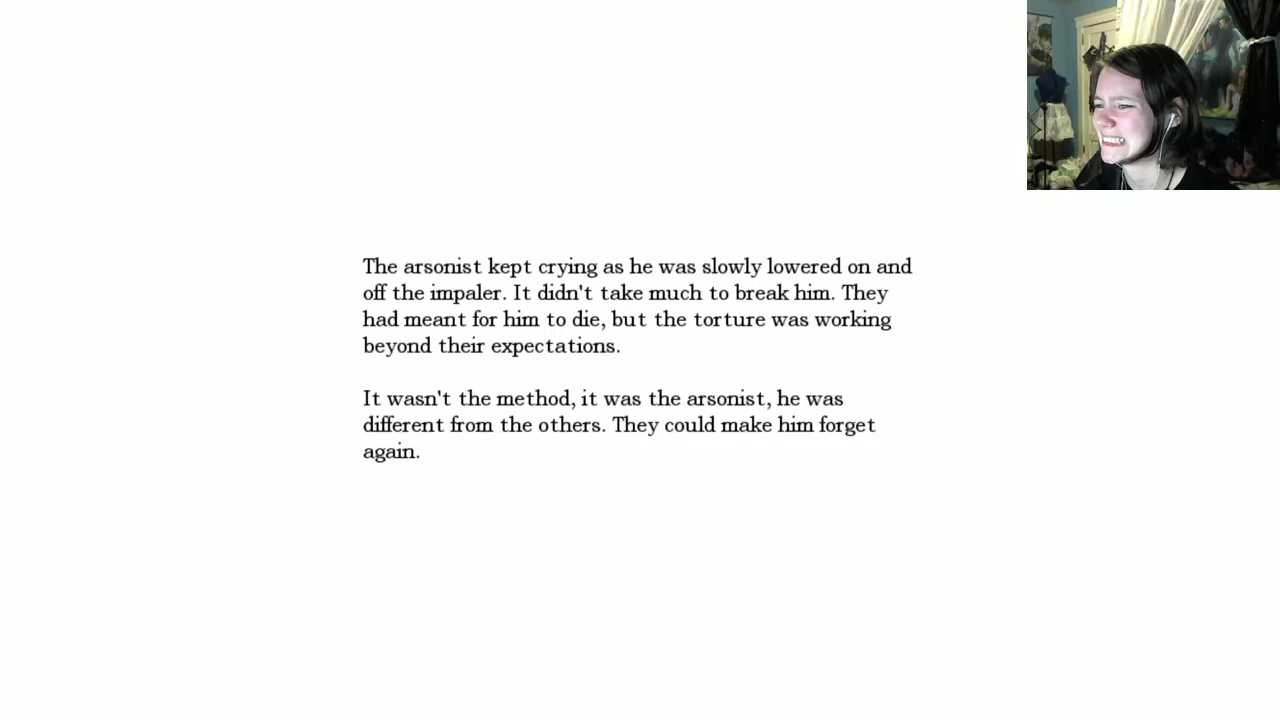 The arsonist kept crying as he was slowly lowered on and
off the impaler. It didn't take much to break him. They
had meant for him to die, but the torture was working
beyond their expectations.
It wasn't the method, it was the arsonist, he was
different from the others. They could make him forget
again.